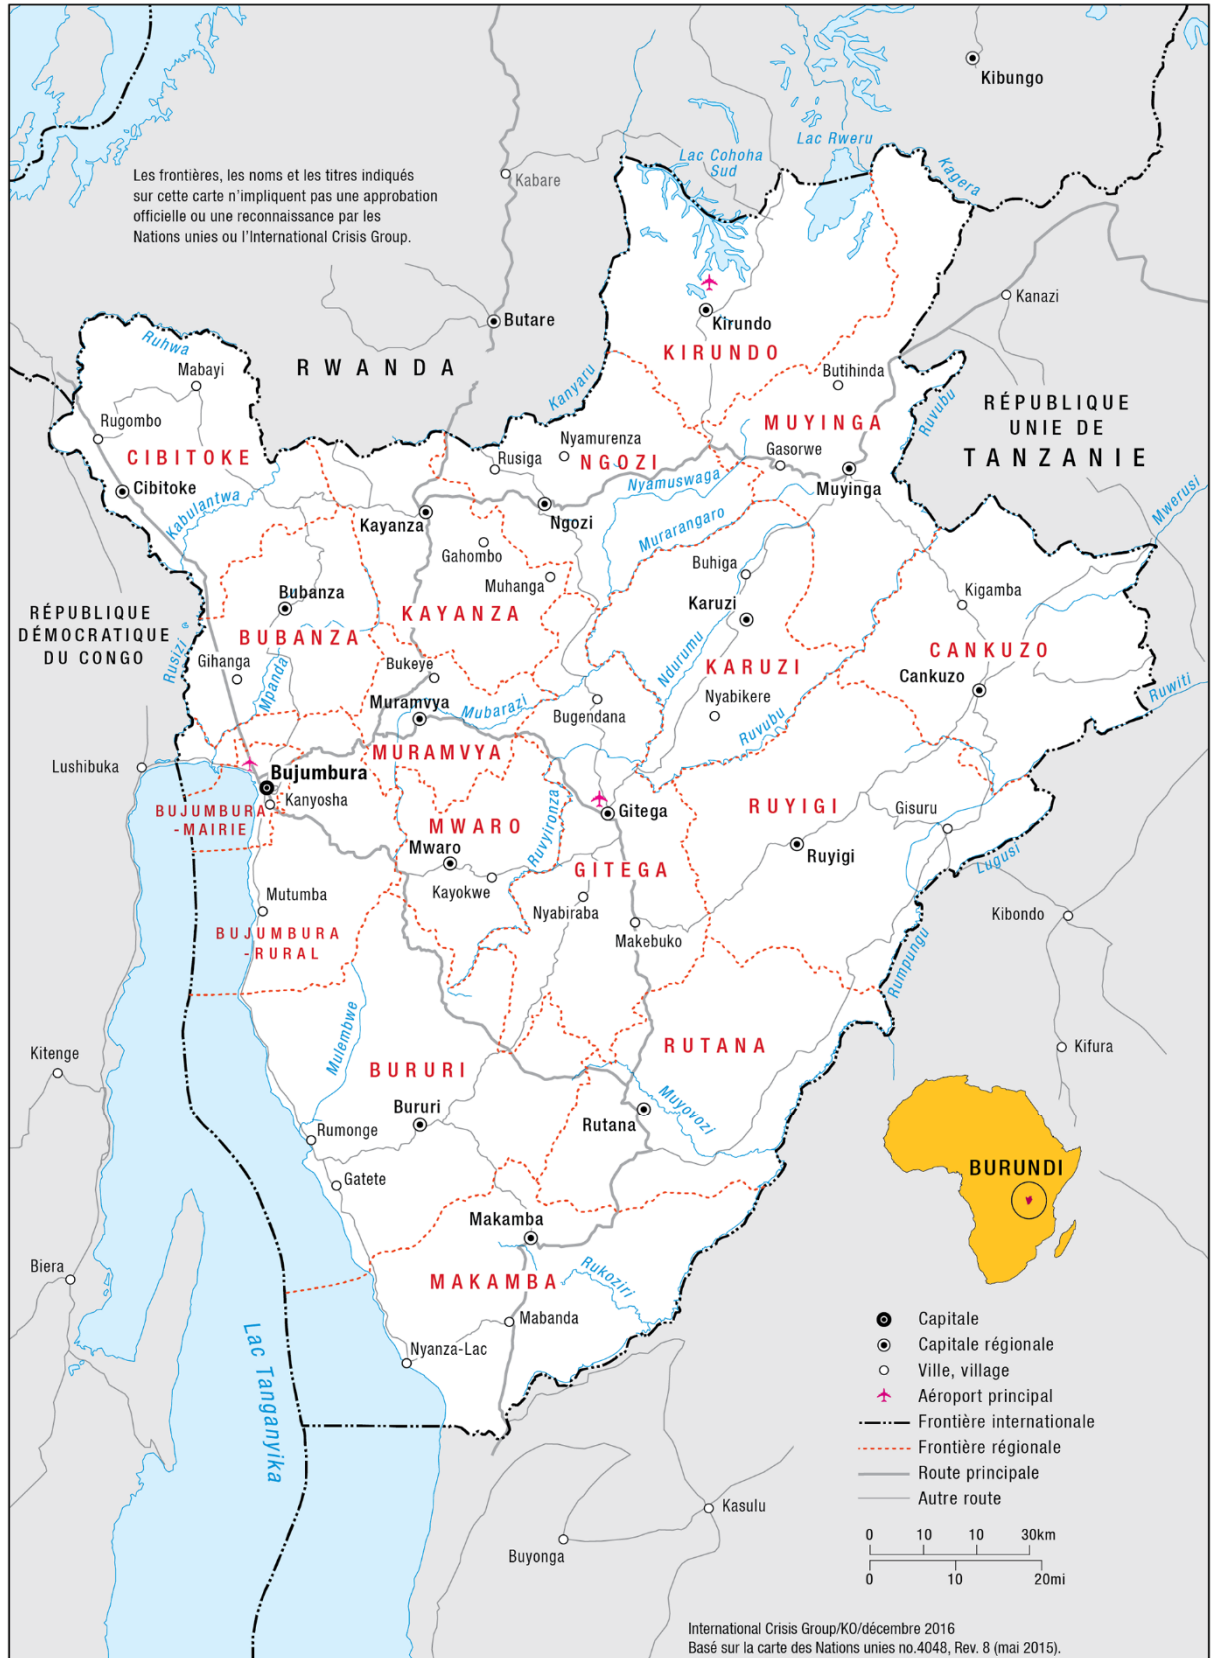 Kibungo
Lac Rweru
Lac Cohoha
Sud
Kagera
Kabare
Les frontières, les noms et les titres indiqués
sur cette carte n'impliquent pas une approbation
officielle ou une reconnaissance par les
Nations unies ou l'International Crisis Group.
Kanazi
Butare
Kirundo
KIRUNDO
Ruhwa
Mabayi
RWANDA
Kanyaru
Butihinda
Ruvubu
RÉPUBLIQUE
UNIE DE
TANZANIE
Rugombo
CIBITOKE
Cibitoke
Kabulantwa
Nyamurenza
Rusiga
NGOZI
MUYINGA
Gasorwe
Muyinga
Nyamuswaga
Mwerusi
Kayanza
Ngozi
Murarangaro
Gahombo
Muhanga
Buhiga
Karuzi
Kigamba
Bubanza
BUBANZA
KAYANZA
RÉPUBLIQUE
DÉMOCRATIQUE
DU CONGO
Rusizi
Gihanga
Mpanda
Bukeye
Ndurumu
KARUZI
CANKUZO
Cankuzo
Ruwiti
Muramvya
Mubarazi
Bugendana
Nyabikere
Ruvubu
MURAMVYA
Lushibuka
Bujumbura
Kanyosha
BUJUMBURA
-MAIRIE
MWARO
Mwaro
Ruvyironza
Gitega
RUYIGI
Gisuru
Ruyigi
Lugusi
Kayokwe
GITEGA
Nyabiraba
Makebuko
Mutumba
BUJUMBURA
-RURAL
Kibondo
Rumpungu
Mulembwe
RUTANA
Kitenge
Kifura
BURURI
Bururi
Muyovozi
Rutana
Rumonge
Gatete
BURUNDI
Makamba
MAKAMBA
Rukoziri
Biera
Mabanda
Nyanza-Lac
Lac Tanganyika
Capitale
Capitale régionale
Ville, village
Aéroport principal
Frontière internationale
Frontière régionale
Route principale
Autre route
Kasulu
Buyonga
0 10 10 30km
0 10 20mi
International Crisis Group/KO/décembre 2016
Basé sur la carte des Nations unies no.4048, Rev. 8 (mai 2015).